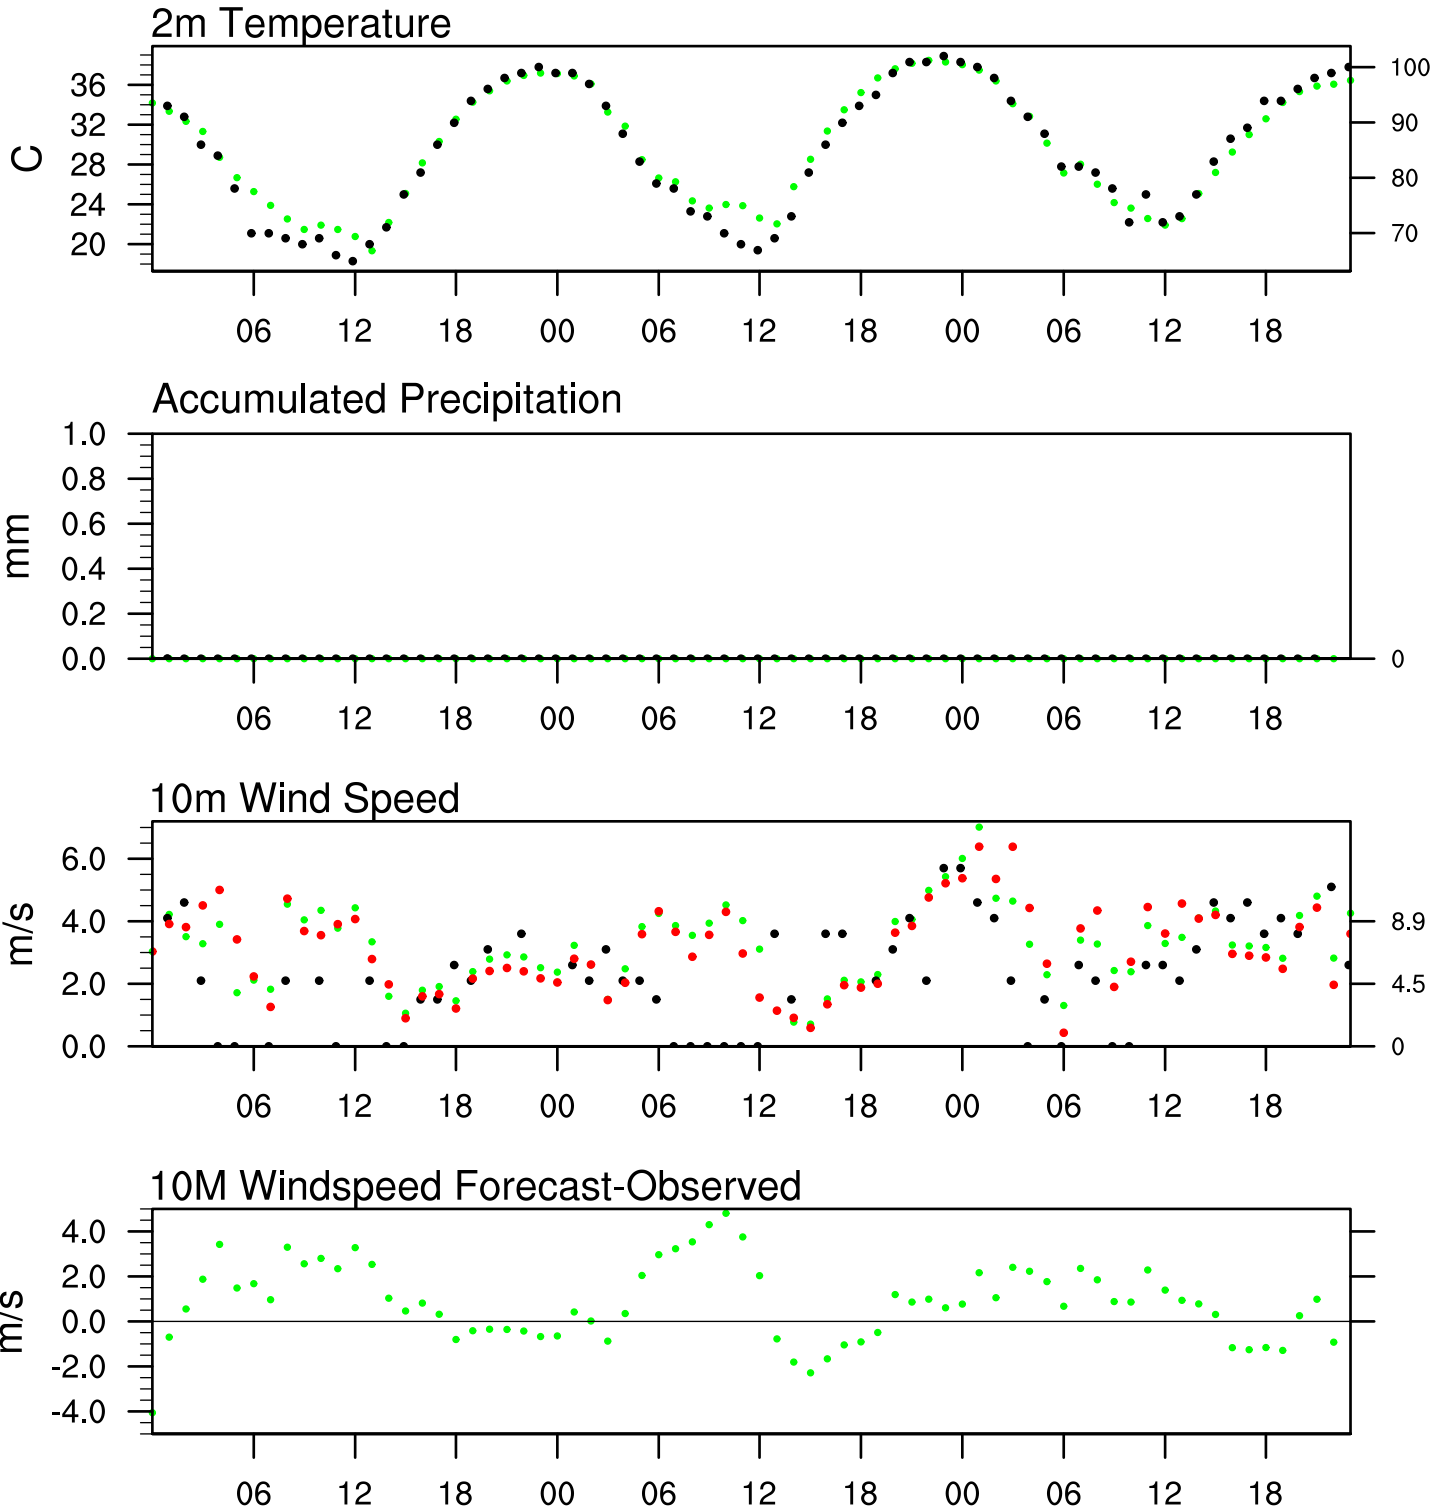 2m Temperature
C
36
32
28
24
20
100
90
80
70
06 12 18 00 06 12 18 00 06 12 18
Accumulated Precipitation
mm
1.0
0.8
0.6
0.4
0.2
0.0
0
06 12 18 00 06 12 18 00 06 12 18
10m Wind Speed
m/s
6.0
4.0
2.0
0.0
8.9
4.5
0
06 12 18 00 06 12 18 00 06 12 18
10M Windspeed Forecast-Observed
m/s
4.0
2.0
0.0
-2.0
-4.0
06 12 18 00 06 12 18 00 06 12 18